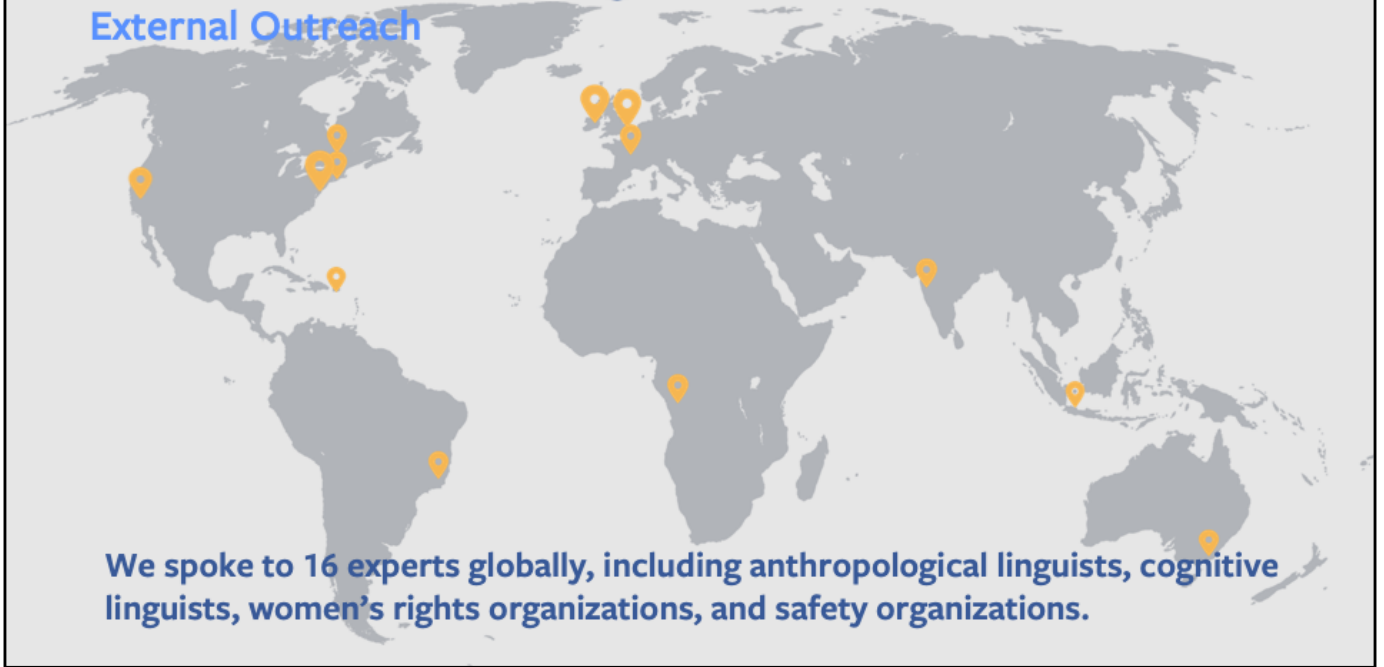 External Outreach
We spoke to 16 experts globally, including anthropological linguists, cognitive
linguists, women’s rights organizations, and safety organizations.